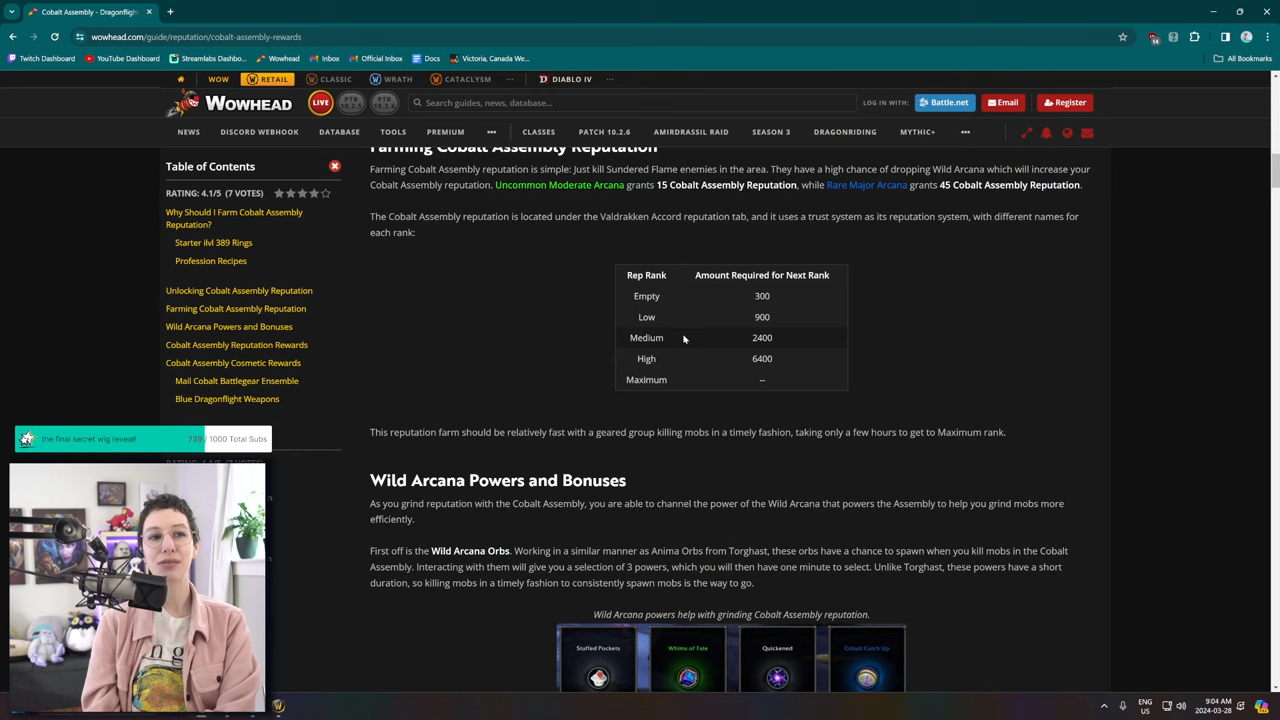 Cobalt Assembly - Dragonflight
wowhead.com/guide/reputation/cobalt-assembly-rewards
14
Twitch Dashboard YouTube Dashboard Streamlabs Dashbo... Wowhead Inbox Official Inbox Docs Victoria, Canada We... All Bookmarks
WOW RETAIL CLASSIC WRATH CATACLYSM ... DIABLO IV ...
WOWHEAD LIVE PTR 10.2.5 PTR 10.2.6 Search guides, news, database... LOG IN WITH: Battle.net Email Register
NEWS DISCORD WEBHOOK DATABASE TOOLS PREMIUM ••• CLASSES PATCH 10.2.6 AMIRDRASSIL RAID SEASON 3 DRAGONRIDING MYTHIC+ •••
Table of Contents
RATING: 4.1/5 (7 VOTES)
Why Should I Farm Cobalt Assembly
Reputation?
Starter ilvl 389 Rings
Profession Recipes
Unlocking Cobalt Assembly Reputation
Farming Cobalt Assembly Reputation
Wild Arcana Powers and Bonuses
Cobalt Assembly Reputation Rewards
Cobalt Assembly Cosmetic Rewards
Mail Cobalt Battlegear Ensemble
Blue Dragonflight Weapons
Farming Cobalt Assembly Reputation
Farming Cobalt Assembly reputation is simple: Just kill Sundered Flame enemies in the area. They have a high chance of dropping Wild Arcana which will increase your
Cobalt Assembly reputation. Uncommon Moderate Arcana grants 15 Cobalt Assembly Reputation, while Rare Major Arcana grants 45 Cobalt Assembly Reputation.
The Cobalt Assembly reputation is located under the Valdrakken Accord reputation tab, and it uses a trust system as its reputation system, with different names for
each rank:
Rep Rank Amount Required for Next Rank
Empty 300
Low 900
Medium 2400
High 6400
Maximum --
This reputation farm should be relatively fast with a geared group killing mobs in a timely fashion, taking only a few hours to get to Maximum rank.
Wild Arcana Powers and Bonuses
As you grind reputation with the Cobalt Assembly, you are able to channel the power of the Wild Arcana that powers the Assembly to help you grind mobs more
efficiently.
First off is the Wild Arcana Orbs. Working in a similar manner as Anima Orbs from Torghast, these orbs have a chance to spawn when you kill mobs in the Cobalt
Assembly. Interacting with them will give you a selection of 3 powers, which you will then have one minute to select. Unlike Torghast, these powers have a short
duration, so killing mobs in a timely fashion to consistently spawn mobs is the way to go.
Wild Arcana powers help with grinding Cobalt Assembly reputation.
Stuffed Pockets Whims of Fate Quickened Cobalt Catch Up
the final secret wig reveal! 739 / 1000 Total Subs
ENG
US
9:04 AM
2024-03-28